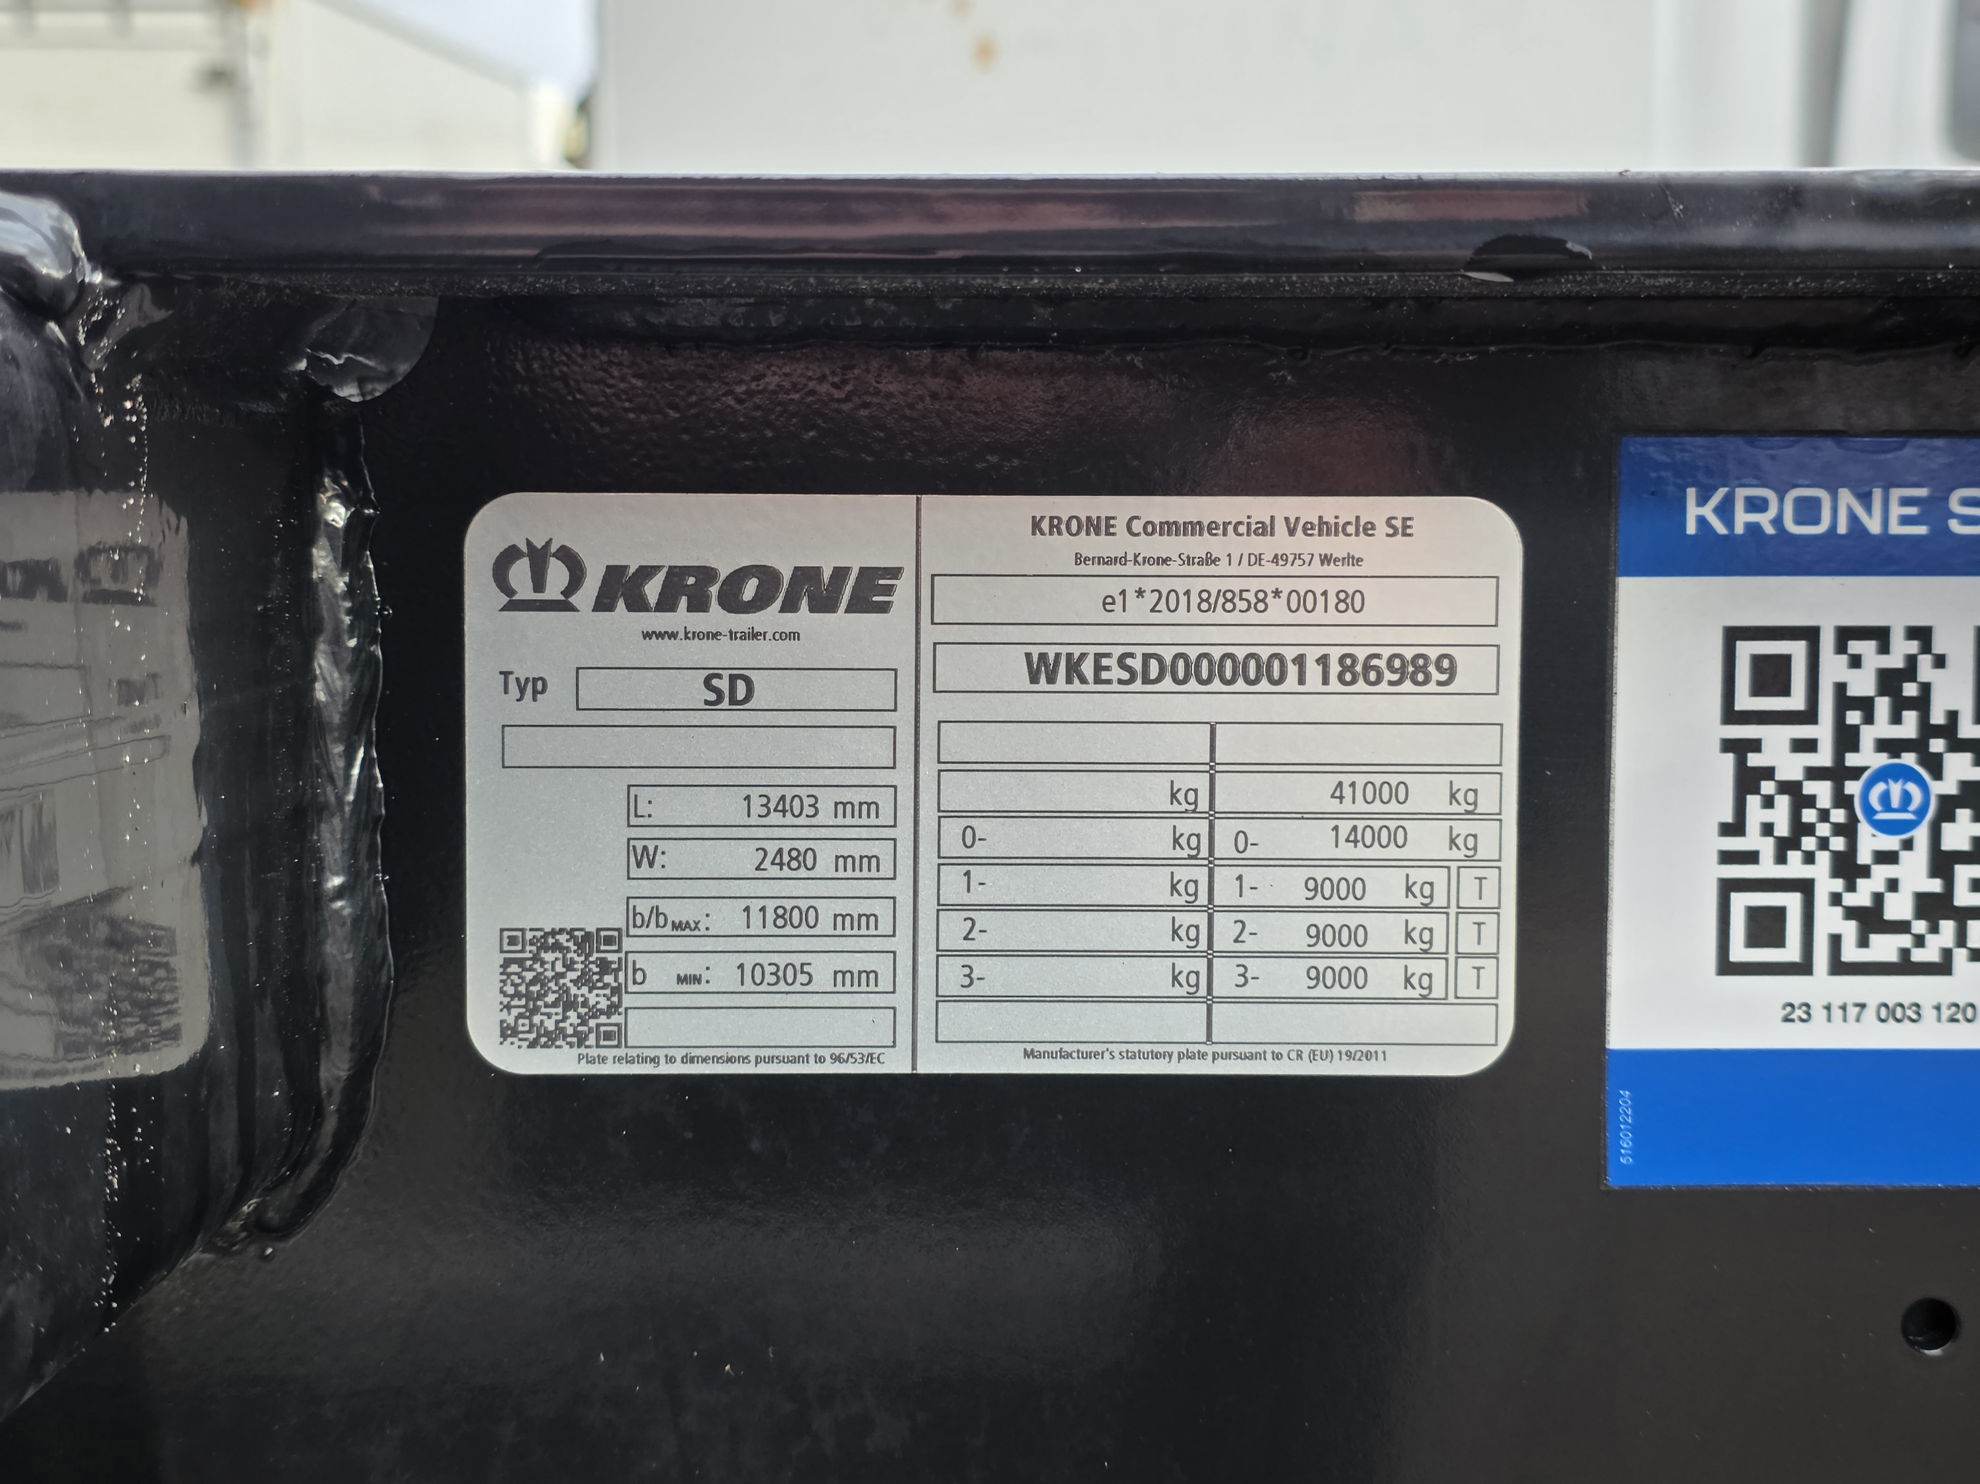 KRONE
www.krone-trailer.com
Typ SD
L: 13403 mm
W: 2480 mm
b/b MAX: 11800 mm
b MIN: 10305 mm
Plate relating to dimensions pursuant to 96/53/EC
KRONE Commercial Vehicle SE
Bernard-Krone-Straße 1 / DE-49757 Werlte
e1*2018/858*00180
WKESD000001186989
kg 41000 kg
0- kg 0- 14000 kg
1- kg 1- 9000 kg T
2- kg 2- 9000 kg T
3- kg 3- 9000 kg T
Manufacturer's statutory plate pursuant to CR (EU) 19/2011
KRONE S
23 117 003 120
516012204